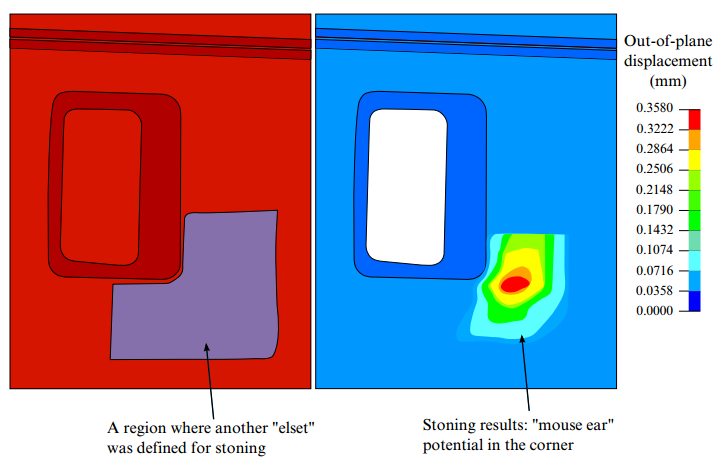 Out-of-plane
displacement
(mm)
0.3580
0.3222
0.2864
0.2506
0.2148
0.1790
0.1432
0.1074
0.0716
0.0358
0.0000
A region where another "elset"
was defined for stoning
Stoning results: "mouse ear"
potential in the corner